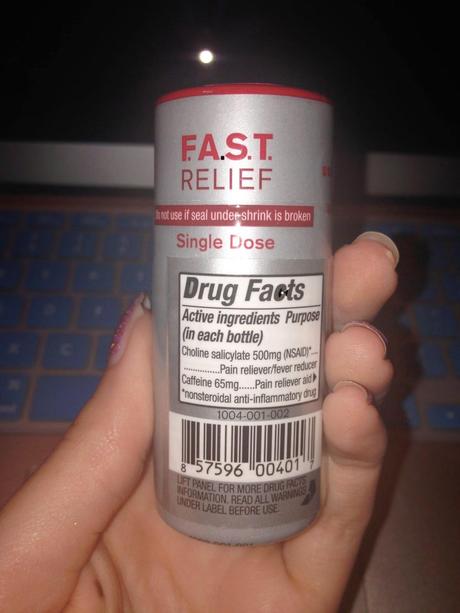 F.A.S.T.
RELIEF
Do not use if seal under shrink is broken
Single Dose
Drug Facts
Active ingredients Purpose
(in each bottle)
Choline salicylate 500mg (NSAID)*....
..............Pain reliever/fever reducer
Caffeine 65mg......Pain reliever aid
*nonsteroidal anti-inflammatory drug
1004-001-002
8 57596 00401 7
LIFT PANEL FOR MORE DRUG FACTS
INFORMATION. READ ALL WARNINGS
UNDER LABEL BEFORE USE.